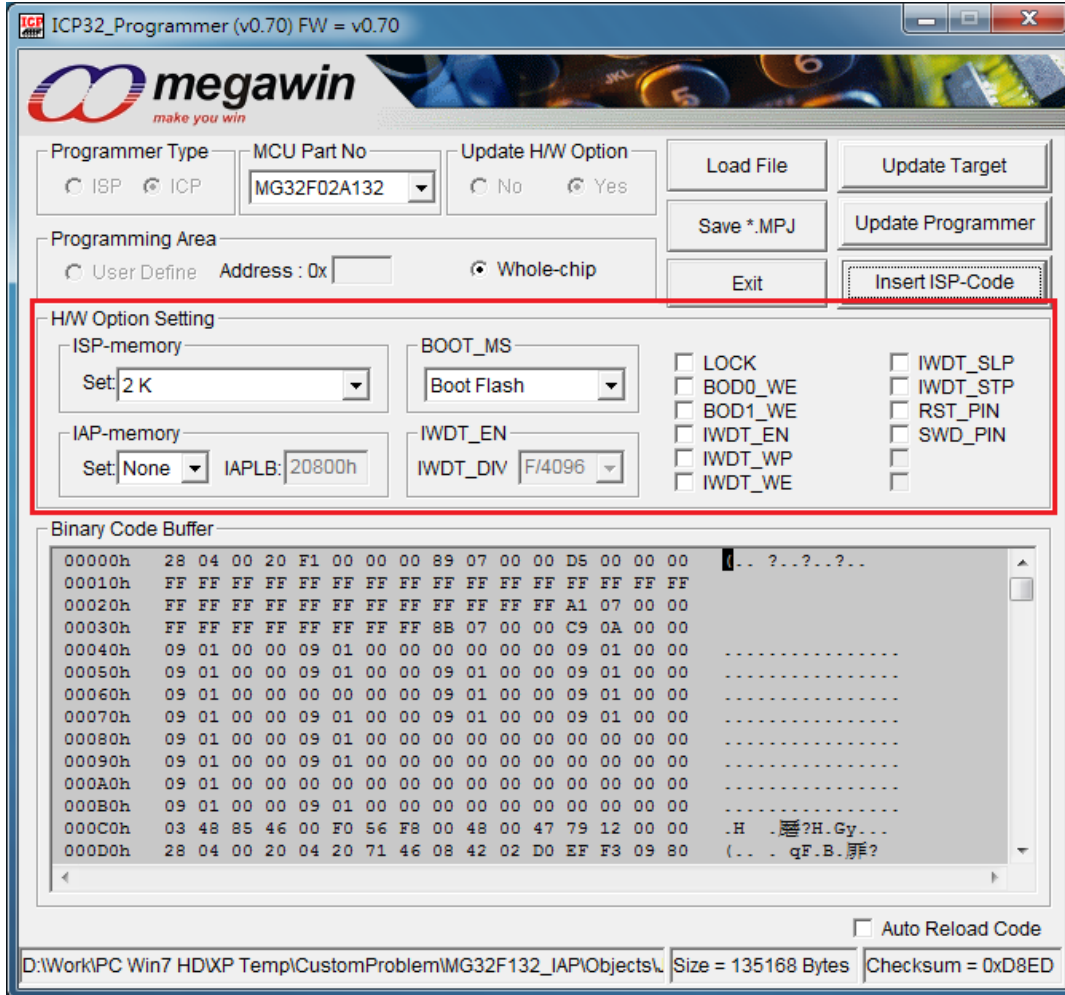 ICP32_Programmer (v0.70) FW = v0.70
megawin
make you win
Programmer Type
ISP ICP
MCU Part No
MG32F02A132
Update H/W Option
No Yes
Load File
Update Target
Save *.MPJ
Update Programmer
Exit
Insert ISP-Code
Programming Area
User Define Address : 0x Whole-chip
H/W Option Setting
ISP-memory
Set: 2 K
BOOT_MS
Boot Flash
IAP-memory
Set: None IAPLB: 20800h
IWDT_EN
IWDT_DIV F/4096
LOCK
BOD0_WE
BOD1_WE
IWDT_EN
IWDT_WP
IWDT_WE
IWDT_SLP
IWDT_STP
RST_PIN
SWD_PIN
Binary Code Buffer
00000h 28 04 00 20 F1 00 00 00 89 07 00 00 D5 00 00 00 (.. ?..?..?..
00010h FF FF FF FF FF FF FF FF FF FF FF FF FF FF FF FF
00020h FF FF FF FF FF FF FF FF FF FF FF FF A1 07 00 00
00030h FF FF FF FF FF FF FF FF 8B 07 00 00 C9 0A 00 00
00040h 09 01 00 00 09 01 00 00 00 00 00 00 09 01 00 00 ................
00050h 09 01 00 00 09 01 00 00 09 01 00 00 09 01 00 00 ................
00060h 09 01 00 00 00 00 00 00 09 01 00 00 09 01 00 00 ................
00070h 09 01 00 00 09 01 00 00 09 01 00 00 09 01 00 00 ................
00080h 09 01 00 00 09 01 00 00 00 00 00 00 00 00 00 00 ................
00090h 09 01 00 00 09 01 00 00 00 00 00 00 00 00 00 00 ................
000A0h 09 01 00 00 00 00 00 00 00 00 00 00 00 00 00 00 ................
000B0h 09 01 00 00 09 01 00 00 00 00 00 00 00 00 00 00 ................
000C0h 03 48 85 46 00 F0 56 F8 00 48 00 47 79 12 00 00 .H ?H.Gy...
000D0h 28 04 00 20 04 20 71 46 08 42 02 D0 EF F3 09 80 (.. . qF.B.
Auto Reload Code
D:\Work\PC Win7 HD\XP Temp\CustomProblem\MG32F132_IAP\Objects\ Size = 135168 Bytes Checksum = 0xD8ED